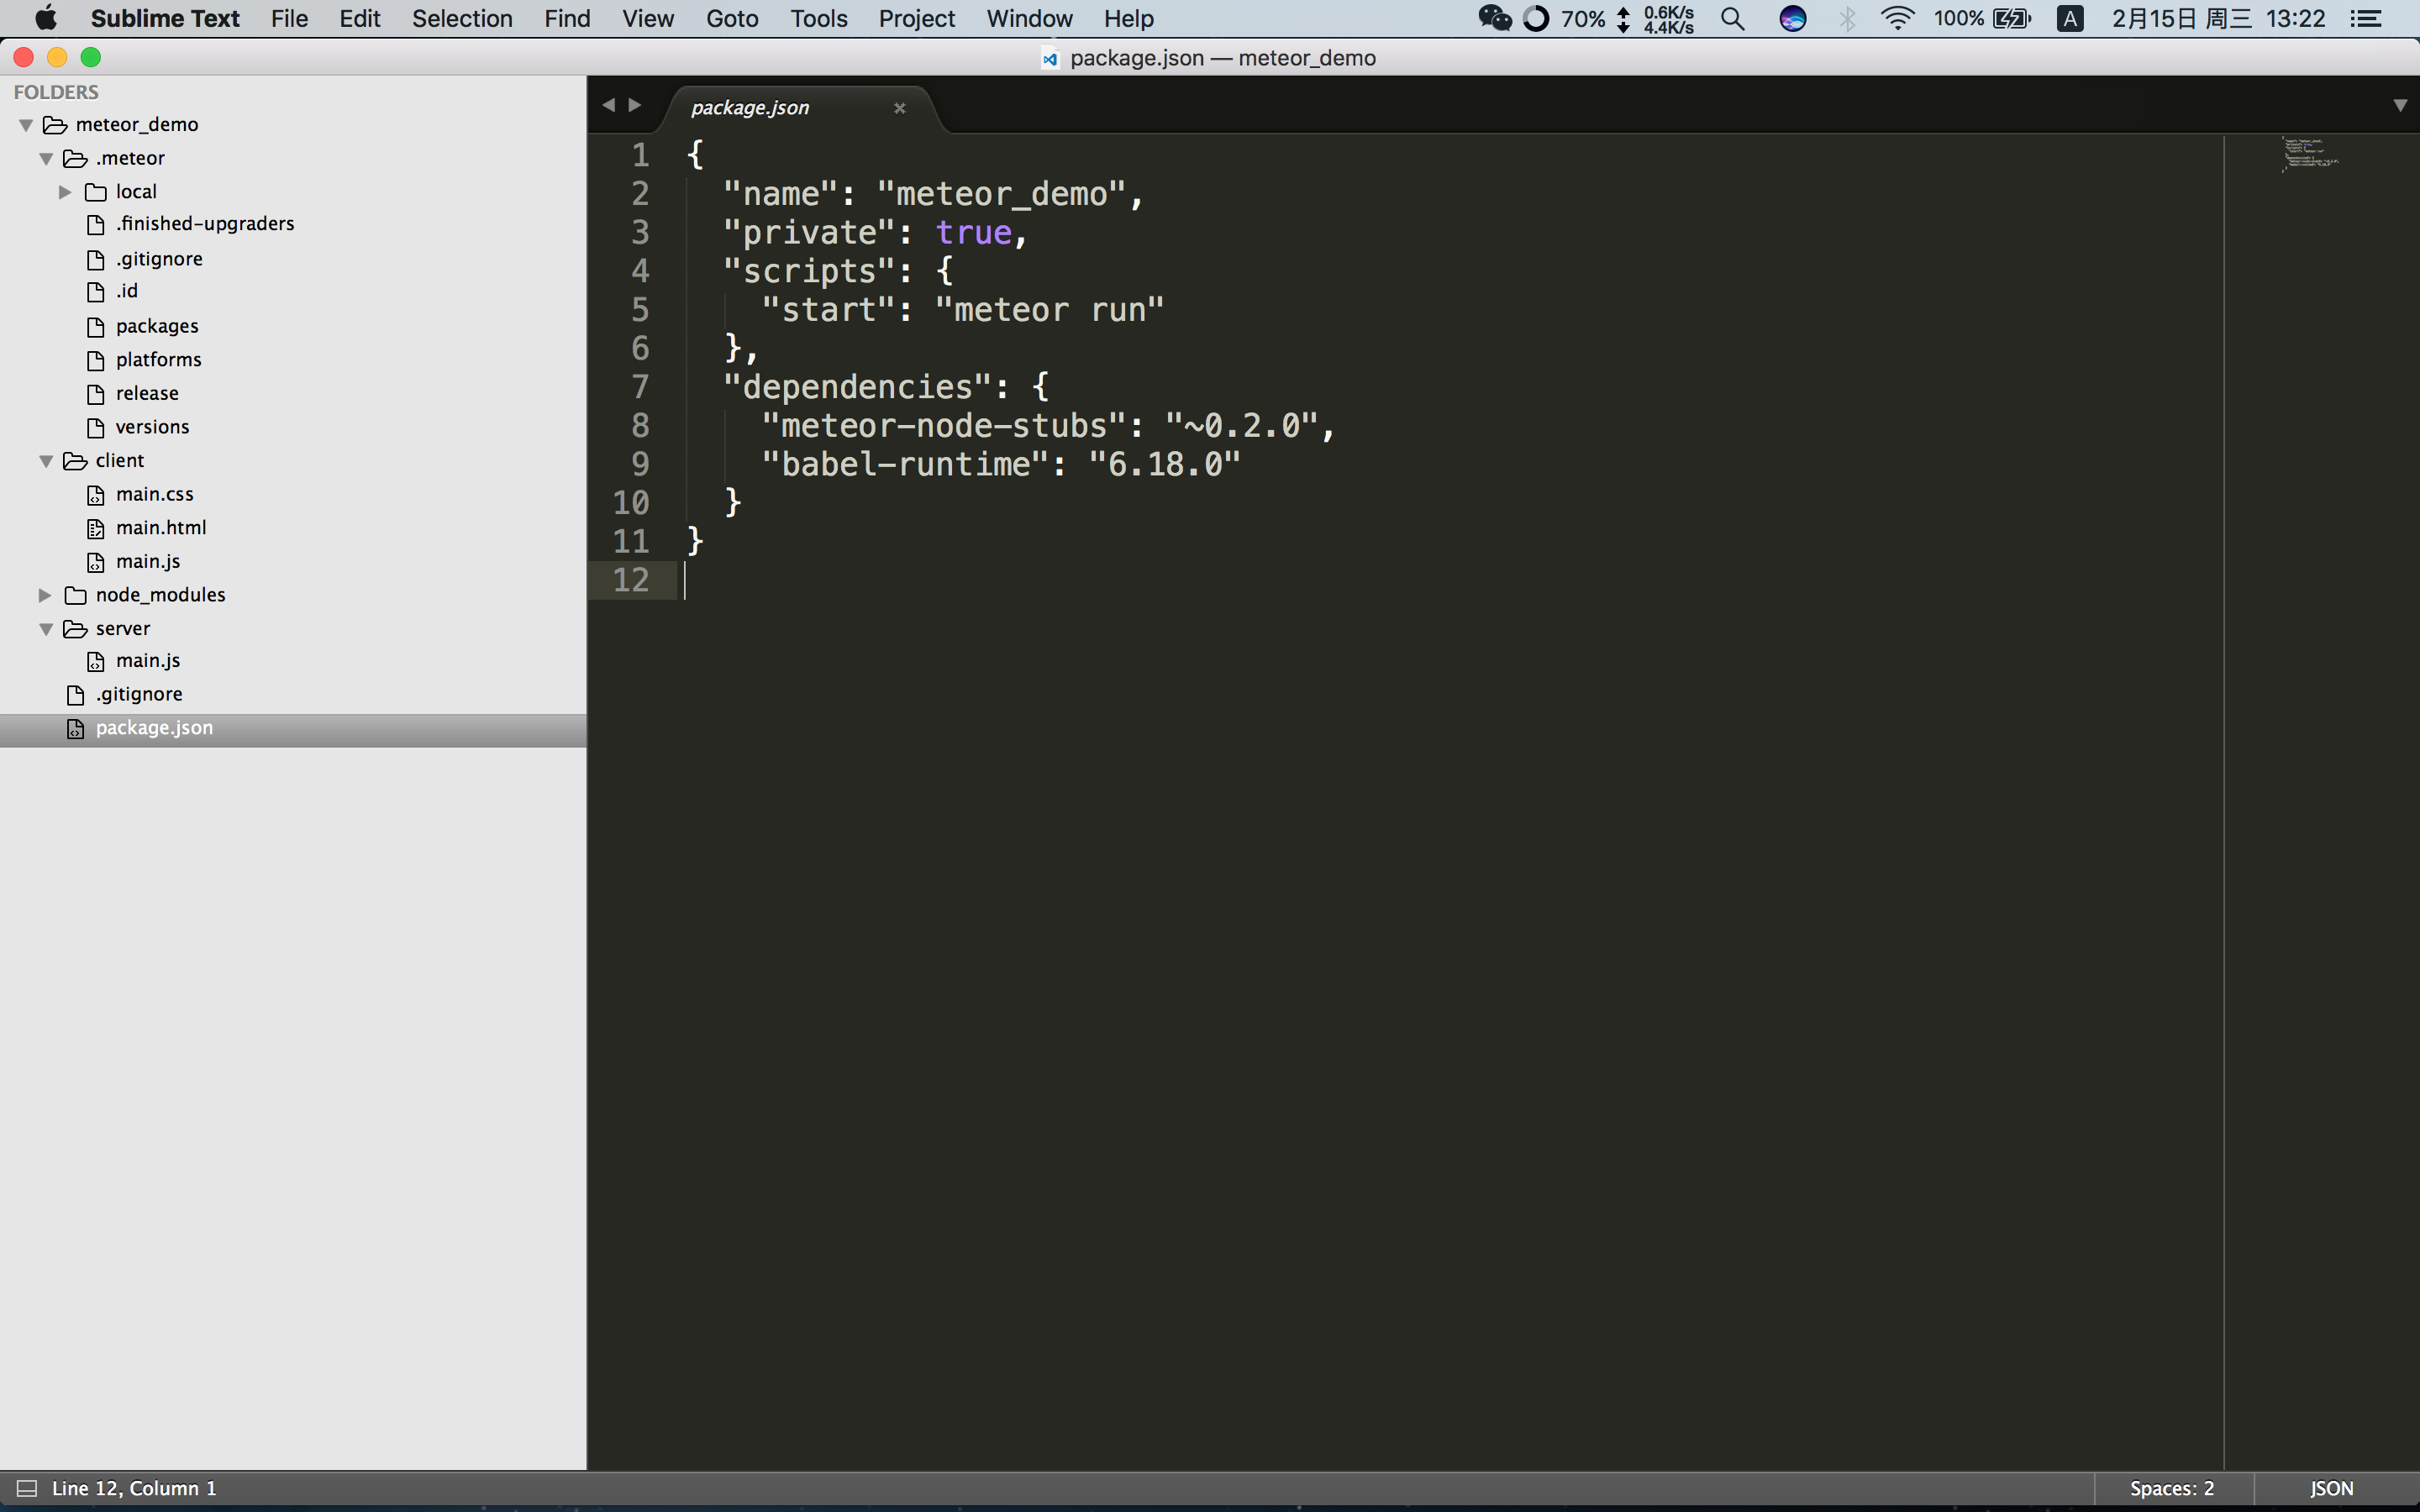 Sublime Text File Edit Selection Find View Goto Tools Project Window Help 70% 0.6K/s 4.4K/s 100% A 2月15日 周三 13:22
package.json — meteor_demo
FOLDERS
meteor_demo
.meteor
local
.finished-upgraders
.gitignore
.id
packages
platforms
release
versions
client
main.css
main.html
main.js
node_modules
server
main.js
.gitignore
package.json
package.json
1 {
2 "name": "meteor_demo",
3 "private": true,
4 "scripts": {
5 "start": "meteor run"
6 },
7 "dependencies": {
8 "meteor-node-stubs": "~0.2.0",
9 "babel-runtime": "6.18.0"
10 }
11 }
12
Line 12, Column 1 Spaces: 2 JSON